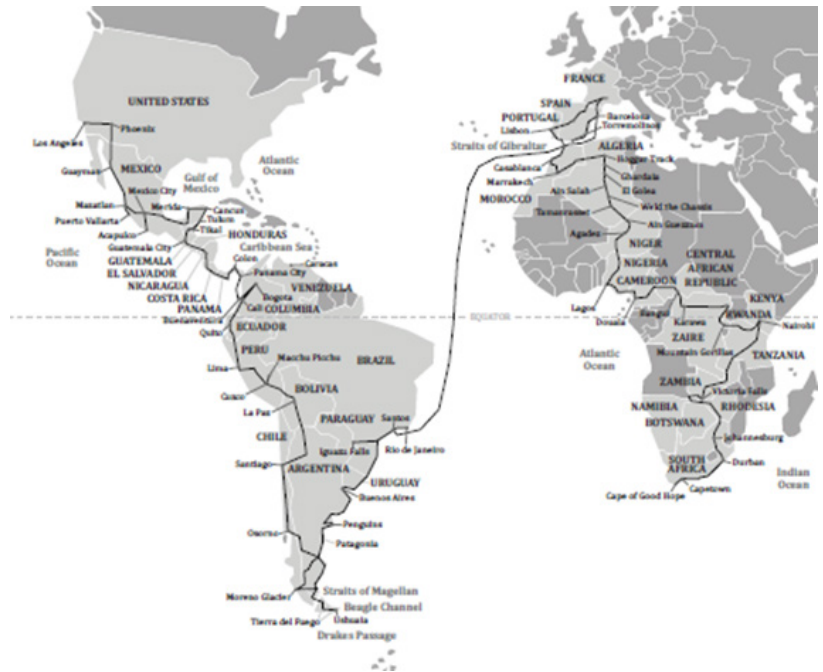 UNITED STATES
Los Angeles
Phoenix
Guaymas
MEXICO
Gulf of
Mexico
Atlantic
Ocean
Mexico City
Mazatlan
Merida
Cancun
Tulum
Puerto Vallarta
Tikal
Acapulco
HONDURAS
Pacific
Ocean
Guatemala City
Caribbean Sea
GUATEMALA
Colon
EL SALVADOR
Caracas
NICARAGUA
Panama City
COSTA RICA
VENEZUELA
PANAMA
Bogota
Cali
COLUMBIA
Buenaventura
EQUATOR
ECUADOR
Quito
PERU
Macchu Picchu
BRAZIL
Lima
BOLIVIA
Cusco
La Paz
PARAGUAY
Santos
CHILE
Iguazu Falls
Rio de Janeiro
Santiago
ARGENTINA
URUGUAY
Buenos Aires
Penguins
Osorno
Patagonia
Straits of Magellan
Moreno Glacier
Beagle Channel
Tierra del Fuego
Ushuaia
Drakes Passage
FRANCE
SPAIN
PORTUGAL
Barcelona
Lisbon
Torremolinos
Straits of Gibraltar
ALGERIA
Casablanca
Hoggar Track
Marrakech
Ghardaia
Ain Salah
El Golea
MOROCCO
Tamanrasset
Ain Guezzam
Agadez
NIGER
CENTRAL
AFRICAN
REPUBLIC
NIGERIA
CAMEROON
KENYA
Lagos
RWANDA
Douala
Bangui
Karawa
Nairobi
ZAIRE
Atlantic
Ocean
Mountain Gorillas
TANZANIA
ZAMBIA
Victoria Falls
NAMIBIA
RHODESIA
BOTSWANA
Johannesburg
SOUTH
AFRICA
Durban
Indian
Ocean
Cape of Good Hope
Capetown